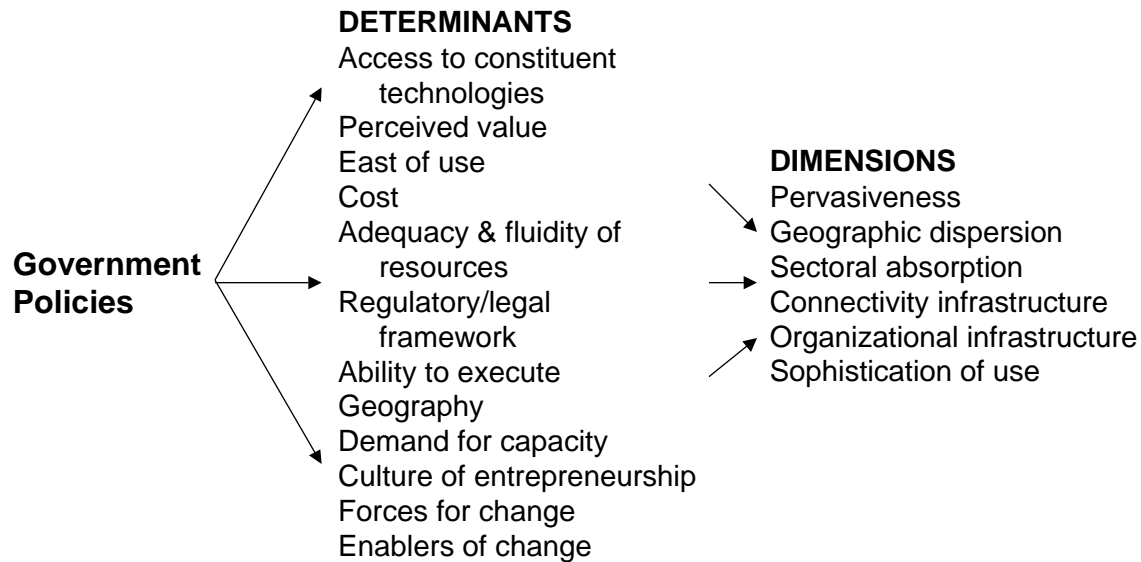 Government
Policies
DETERMINANTS
Access to constituent
technologies
Perceived value
East of use
Cost
Adequacy & fluidity of
resources
Regulatory/legal
framework
Ability to execute
Geography
Demand for capacity
Culture of entrepreneurship
Forces for change
Enablers of change
DIMENSIONS
Pervasiveness
Geographic dispersion
Sectoral absorption
Connectivity infrastructure
Organizational infrastructure
Sophistication of use